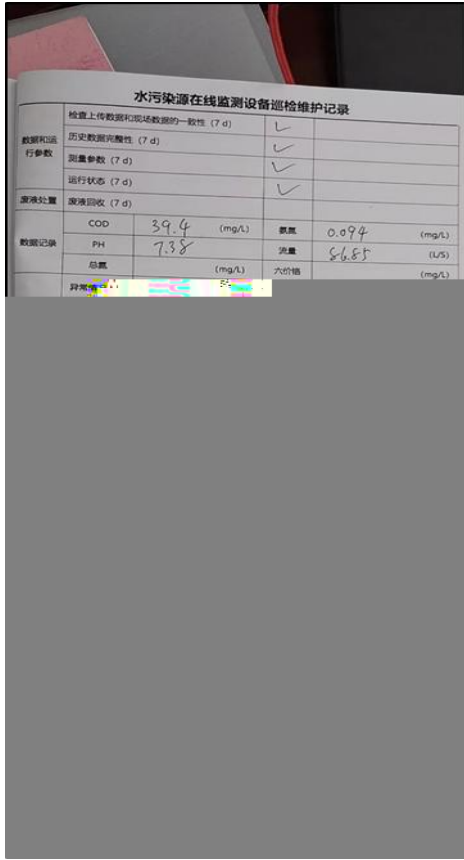 水污染源在线监测设备巡检维护记录
数据和运行参数 检查上传数据和现场数据的一致性 (7 d) ✓
历史数据完整性 (7 d) ✓
测量参数 (7 d) ✓
运行状态 (7 d) ✓
废液处置 废液回收 (7 d)
数据记录 COD 39.4 (mg/L) 氨氮 0.094 (mg/L)
PH 7.38 流量 86.85 (L/S)
总氮 (mg/L) 六价铬 (mg/L)
异常情